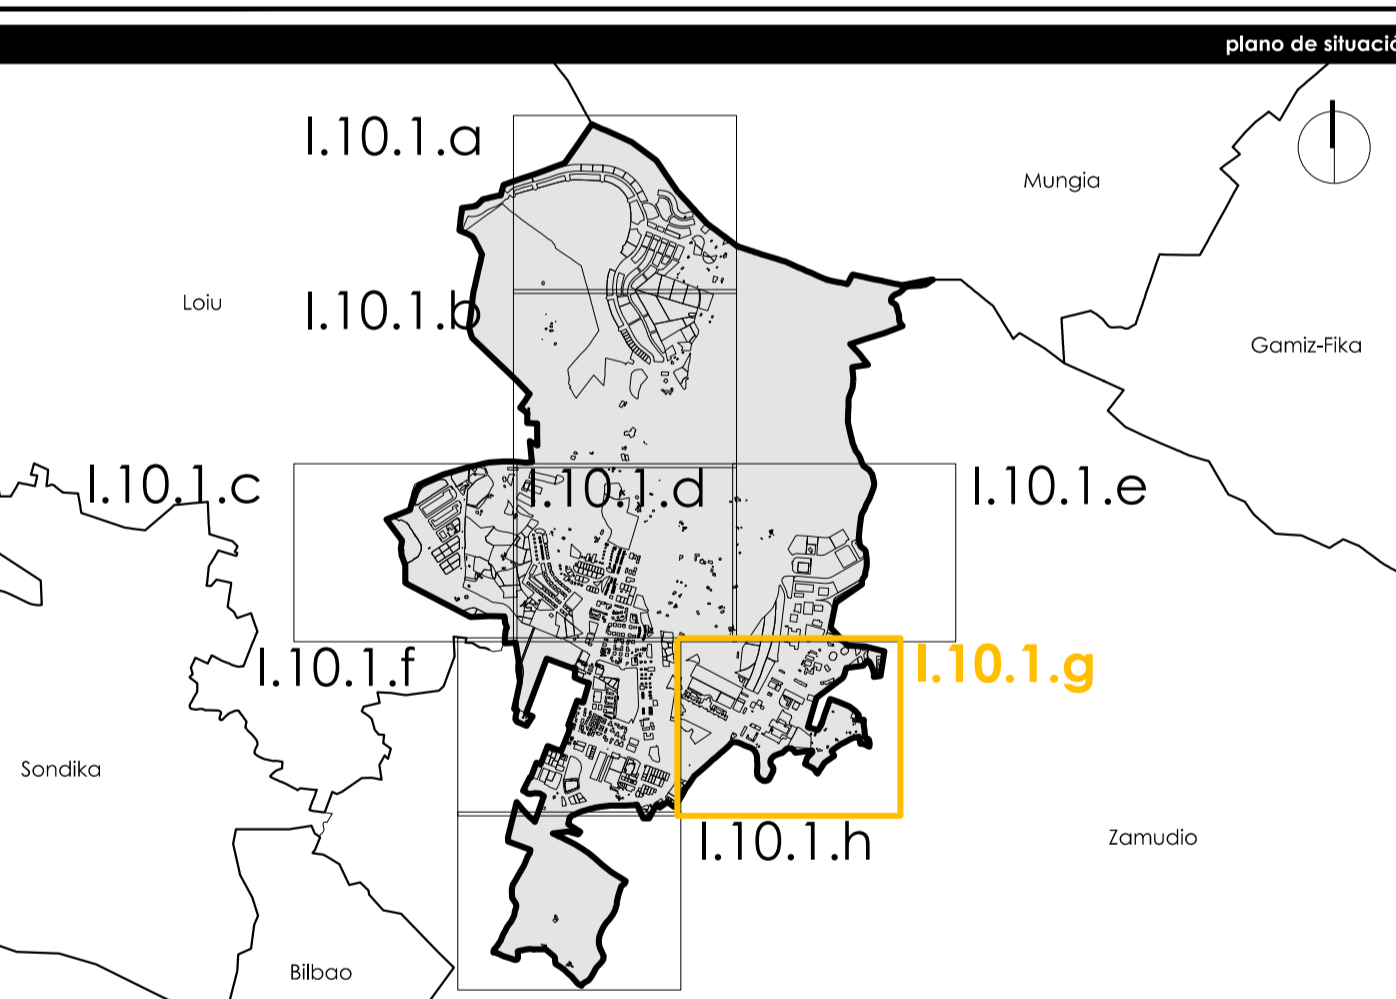 plano de situació
I.10.1.a
Mungia
Loiu
I.10.1.b
Gamiz-Fika
I.10.1.c
I.10.1.d
I.10.1.e
I.10.1.f
I.10.1.g
Sondika
I.10.1.h
Zamudio
Bilbao